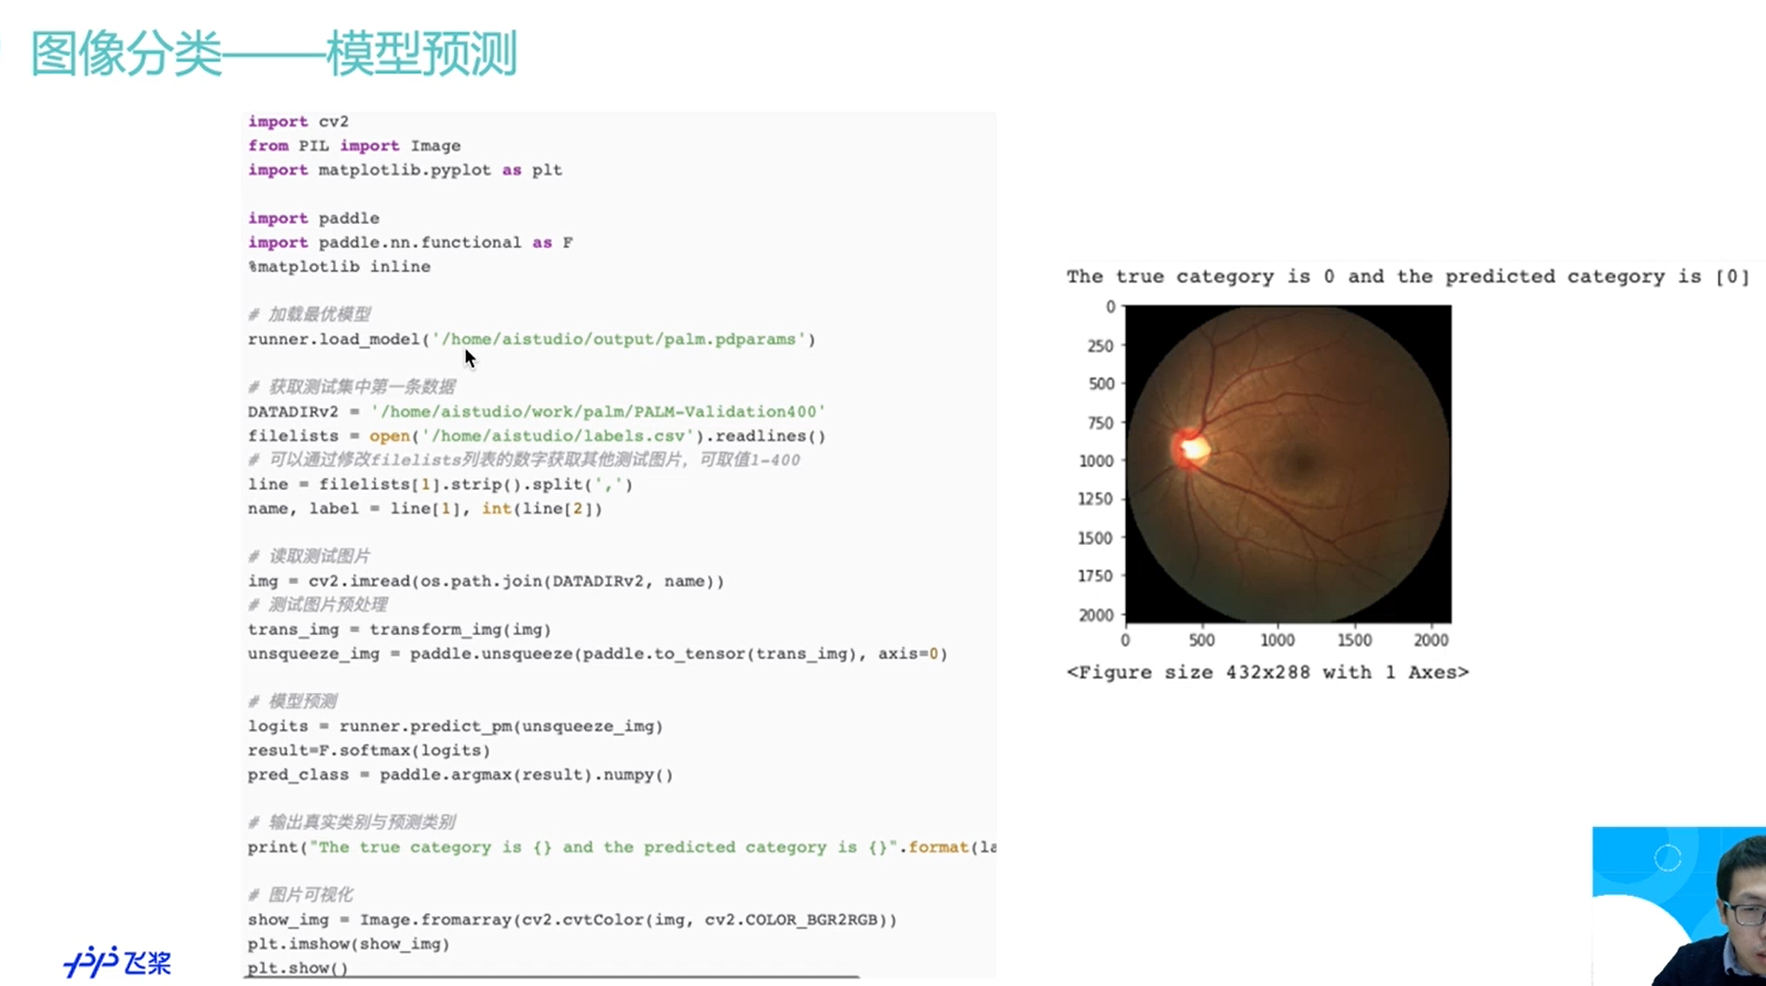 图像分类——模型预测
import cv2
from PIL import Image
import matplotlib.pyplot as plt
import paddle
import paddle.nn.functional as F
%matplotlib inline
# 加载最优模型
runner.load_model('/home/aistudio/output/palm.pdparams')
# 获取测试集中第一条数据
DATADIRv2 = '/home/aistudio/work/palm/PALM-Validation400'
filelists = open('/home/aistudio/labels.csv').readlines()
# 可以通过修改filelists列表的数字获取其他测试图片，可取值1-400
line = filelists[1].strip().split(',')
name, label = line[1], int(line[2])
# 读取测试图片
img = cv2.imread(os.path.join(DATADIRv2, name))
# 测试图片预处理
trans_img = transform_img(img)
unsqueeze_img = paddle.unsqueeze(paddle.to_tensor(trans_img), axis=0)
# 模型预测
logits = runner.predict_pm(unsqueeze_img)
result=F.softmax(logits)
pred_class = paddle.argmax(result).numpy()
# 输出真实类别与预测类别
print("The true category is {} and the predicted category is {}".format(la
# 图片可视化
show_img = Image.fromarray(cv2.cvtColor(img, cv2.COLOR_BGR2RGB))
plt.imshow(show_img)
plt.show()
The true category is 0 and the predicted category is [0]
0
250
500
750
1000
1250
1500
1750
2000
0 500 1000 1500 2000
<Figure size 432x288 with 1 Axes>
飞桨